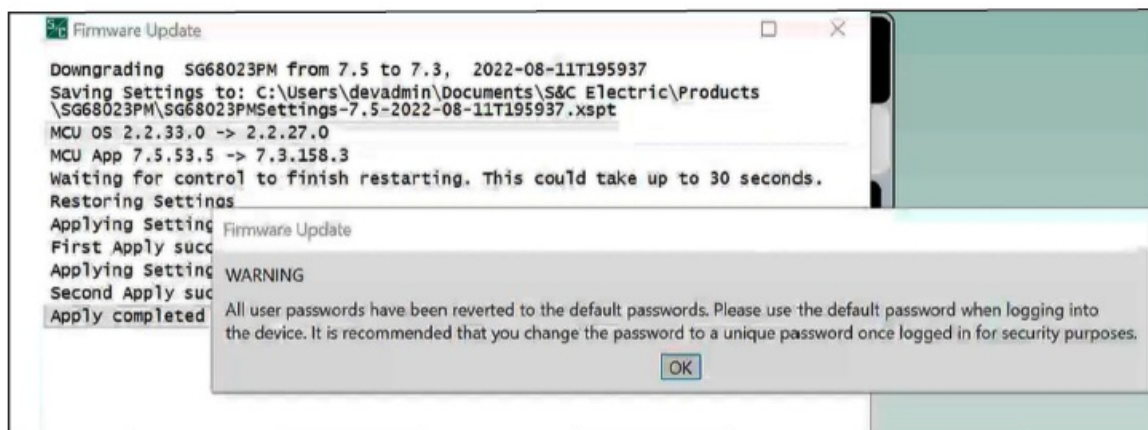 S&C Firmware Update
Downgrading SG68023PM from 7.5 to 7.3, 2022-08-11T195937
Saving Settings to: C:\Users\devadmin\Documents\S&C Electric\Products
\SG68023PM\SG68023PMSettings-7.5-2022-08-11T195937.xspt
MCU OS 2.2.33.0 -> 2.2.27.0
MCU App 7.5.53.5 -> 7.3.158.3
Waiting for control to finish restarting. This could take up to 30 seconds.
Restoring Settings
Applying Setting
First Apply succ
Applying Setting
Second Apply suc
Apply completed
Firmware Update
WARNING
All user passwords have been reverted to the default passwords. Please use the default password when logging into
the device. It is recommended that you change the password to a unique password once logged in for security purposes.
OK